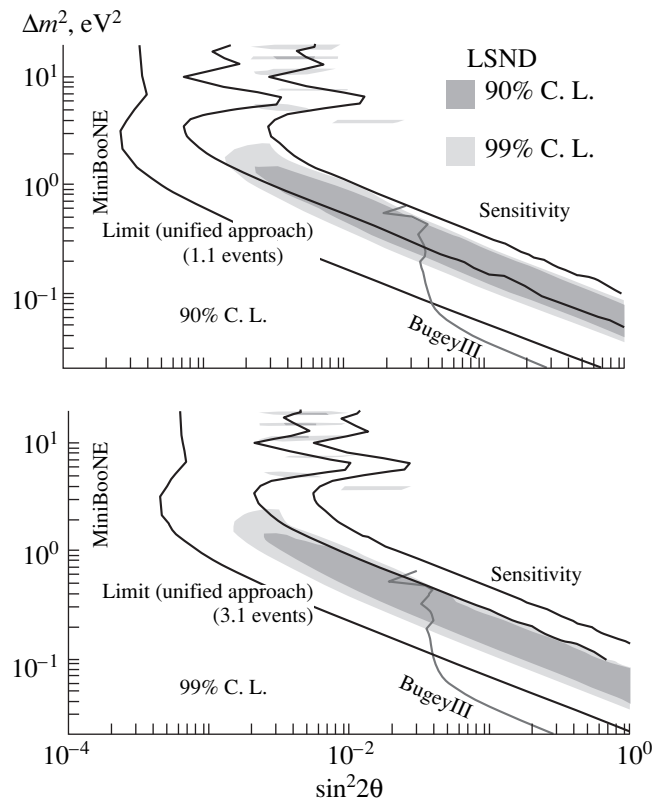 Δm², eV²
LSND
90% C. L.
99% C. L.
10¹
10⁰
10⁻¹
MiniBooNE
Limit (unified approach)
(1.1 events)
Sensitivity
90% C. L.
BugeyIII
10¹
10⁰
10⁻¹
MiniBooNE
Limit (unified approach)
(3.1 events)
Sensitivity
99% C. L.
BugeyIII
10⁻⁴
10⁻²
10⁰
sin²2θ